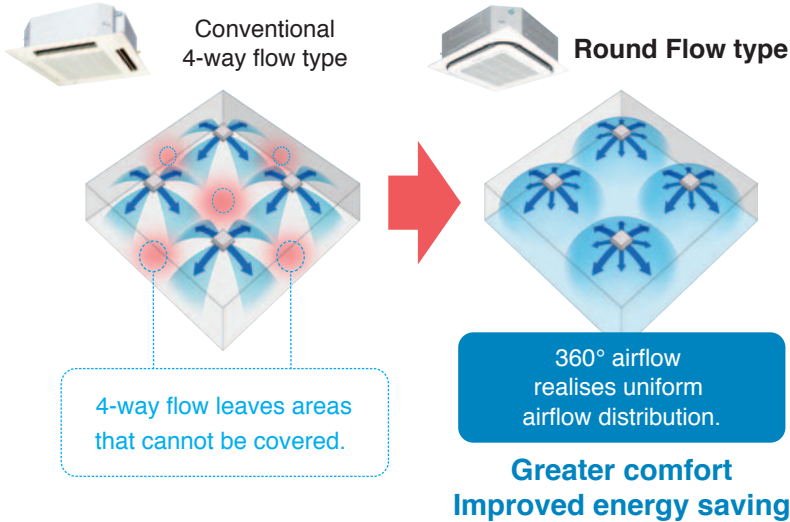 Conventional
4-way flow type
Round Flow type
4-way flow leaves areas
that cannot be covered.
360° airflow
realises uniform
airflow distribution.
Greater comfort
Improved energy saving